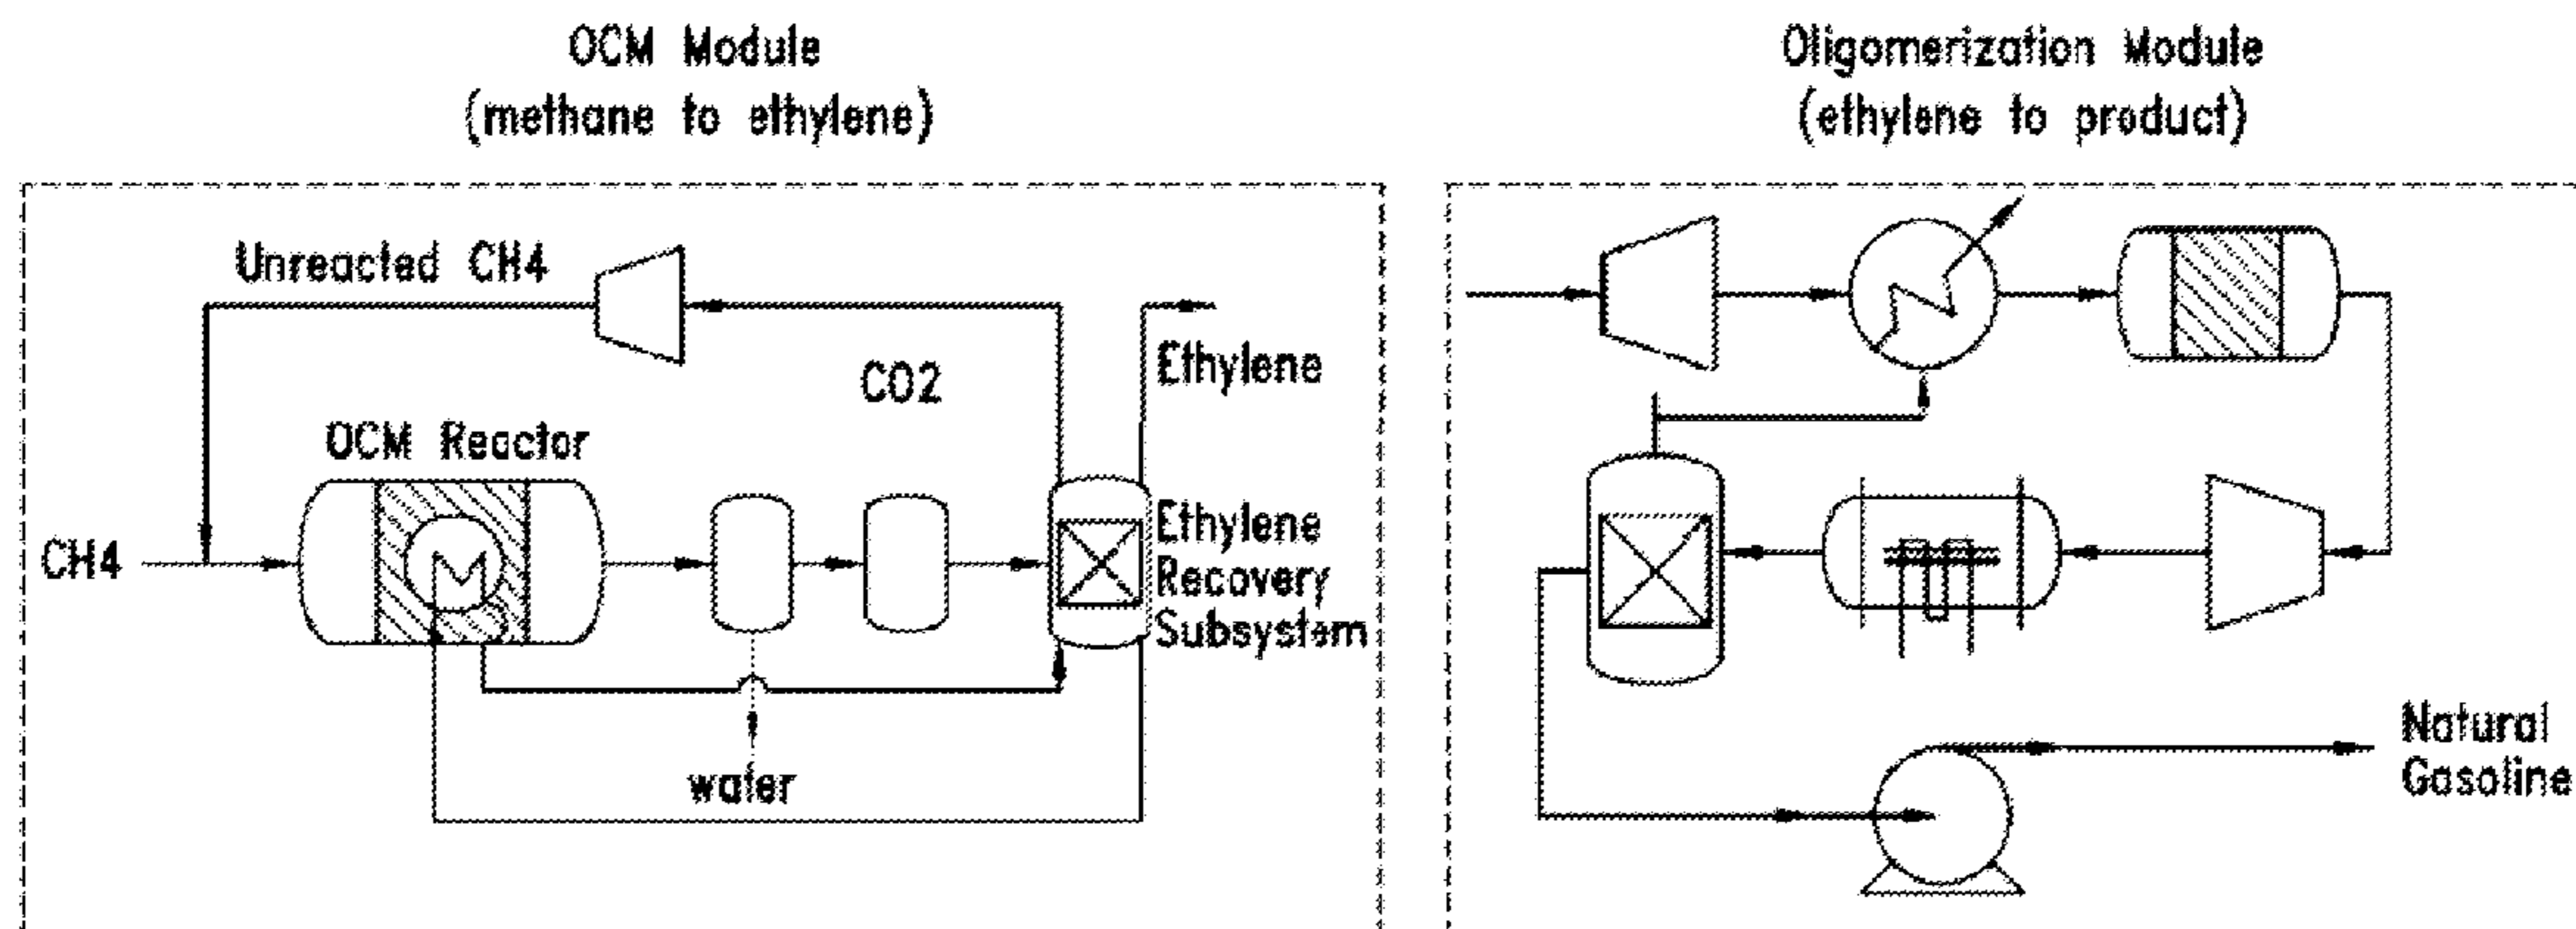 OCM Module
(methane to ethylene)
Oligomerization Module
(ethylene to product)
Unreacted CH4
CO2
Ethylene
OCM Reactor
CH4
Ethylene
Recovery
Subsystem
water
Natural
Gasoline